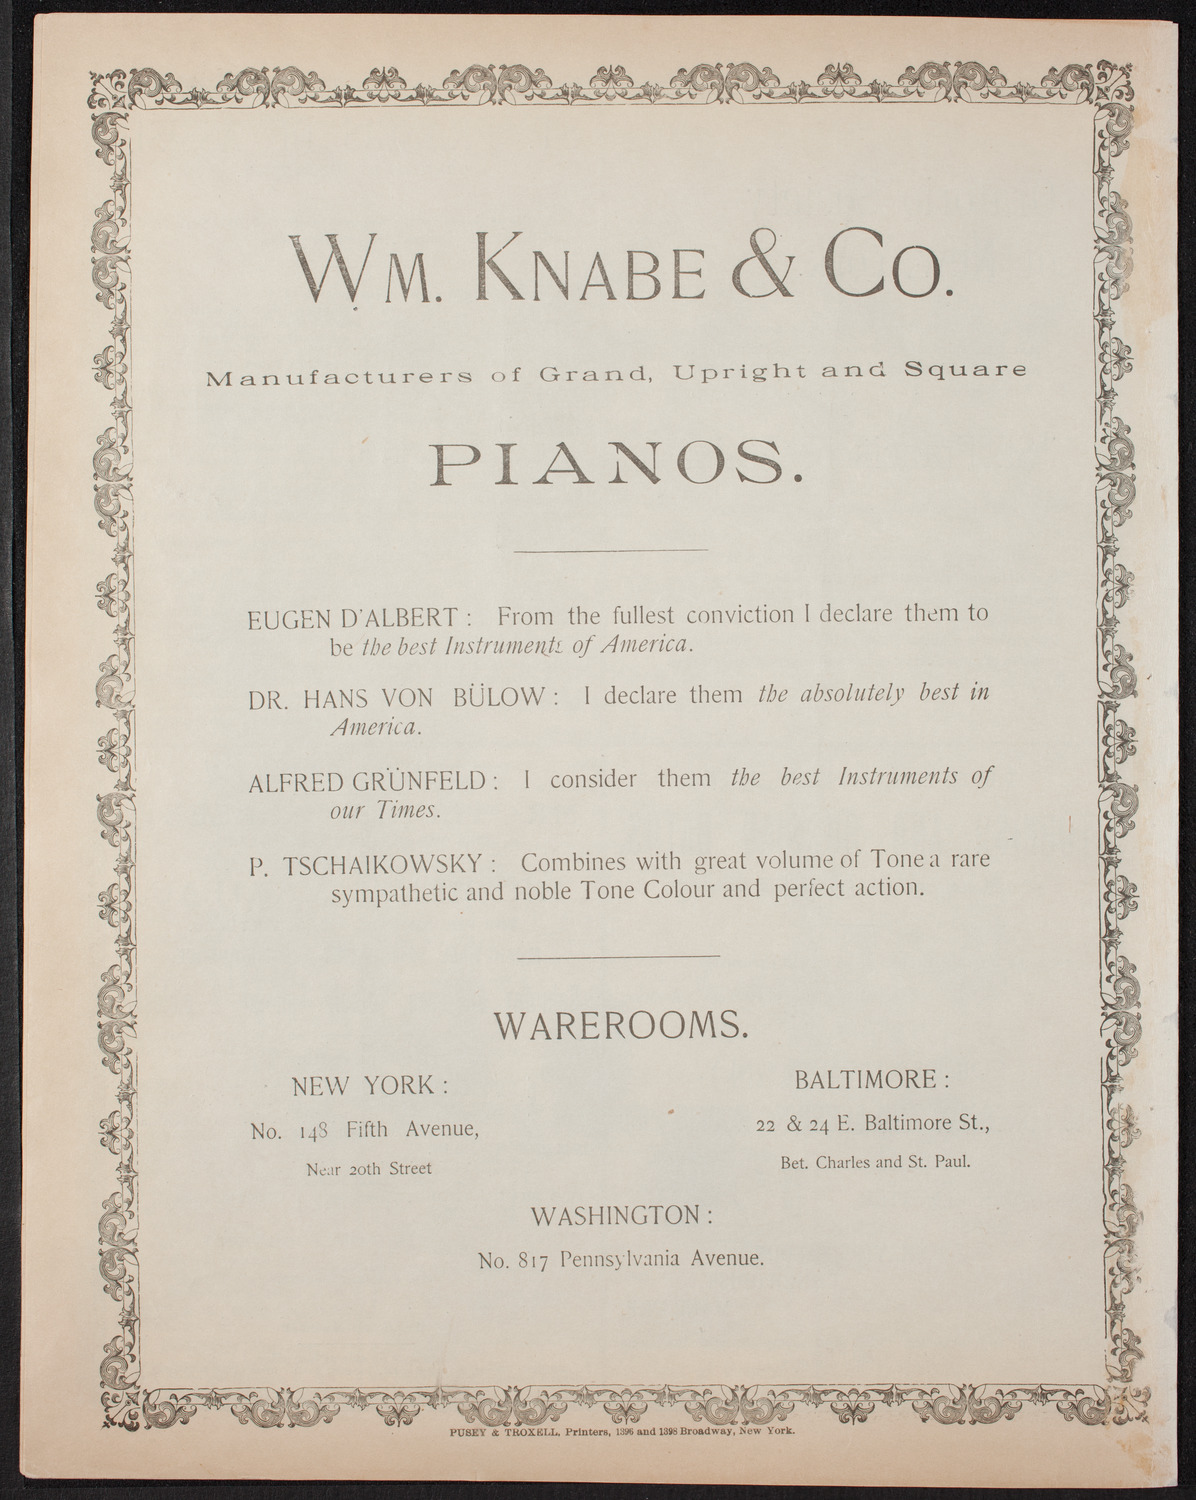 WM. KNABE & CO.
Manufacturers of Grand, Upright and Square
PIANOS.
EUGEN D'ALBERT : From the fullest conviction I declare them to
be the best Instruments of America.
DR. HANS VON BÜLOW : I declare them the absolutely best in
America.
ALFRED GRÜNFELD : I consider them the best Instruments of
our Times.
P. TSCHAIKOWSKY : Combines with great volume of Tone a rare
sympathetic and noble Tone Colour and perfect action.
WAREROOMS.
NEW YORK :
No. 148 Fifth Avenue,
Near 20th Street
BALTIMORE :
22 & 24 E. Baltimore St.,
Bet. Charles and St. Paul.
WASHINGTON :
No. 817 Pennsylvania Avenue.
PUSEY & TROXELL, Printers, 1396 and 1398 Broadway, New York.